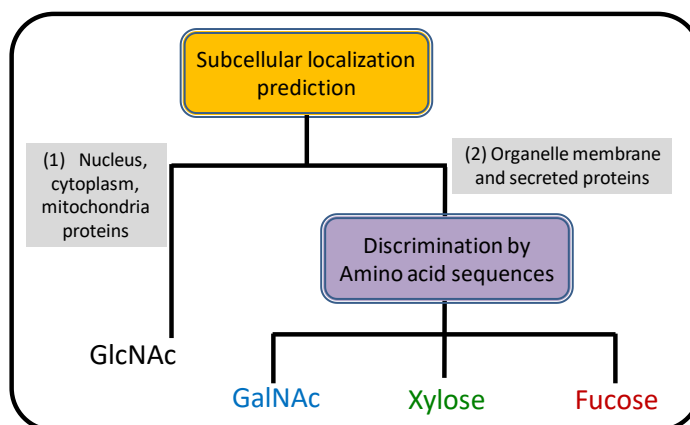 Subcellular localization
prediction
(1) Nucleus,
cytoplasm,
mitochondria
proteins
(2) Organelle membrane
and secreted proteins
Discrimination by
Amino acid sequences
GlcNAc
GalNAc
Xylose
Fucose